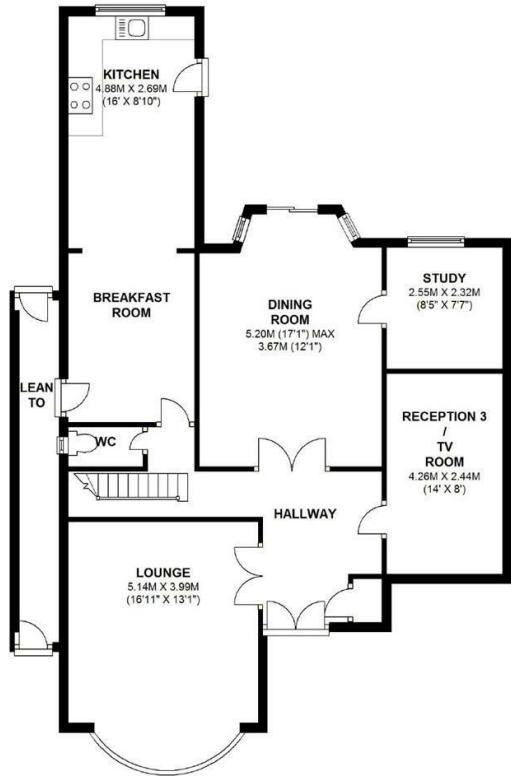 KITCHEN
4.88M X 2.69M
(16' X 8'10")
BREAKFAST
ROOM
DINING
ROOM
5.20M (17'1") MAX
3.67M (12'1")
STUDY
2.55M X 2.32M
(8'5" X 7'7")
LEAN
TO
WC
RECEPTION 3
/
TV
ROOM
4.26M X 2.44M
(14' X 8')
HALLWAY
LOUNGE
5.14M X 3.99M
(16'11" X 13'1")